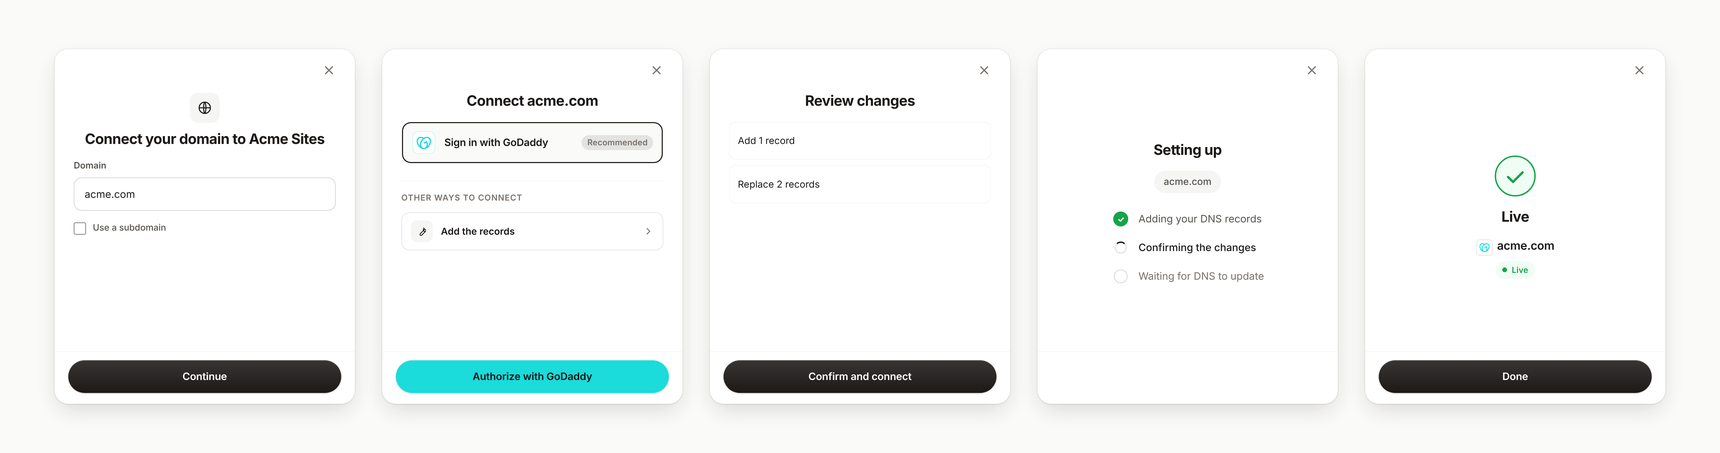 Connect your domain to Acme Sites
Domain
acme.com
Use a subdomain
Continue
Connect acme.com
Sign in with GoDaddy
Recommended
OTHER WAYS TO CONNECT
Add the records
Authorize with GoDaddy
Review changes
Add 1 record
Replace 2 records
Confirm and connect
Setting up
acme.com
Adding your DNS records
Confirming the changes
Waiting for DNS to update
Live
acme.com
Live
Done